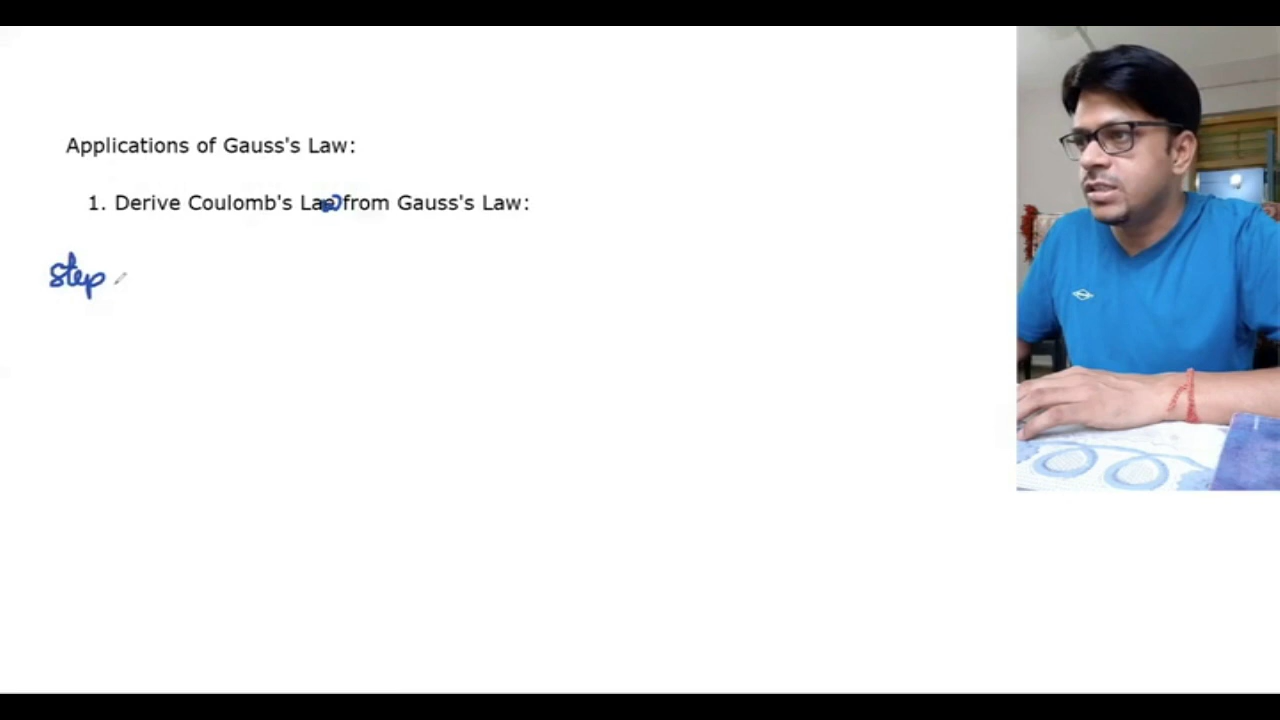 Applications of Gauss's Law:
1. Derive Coulomb's Law from Gauss's Law:
Step